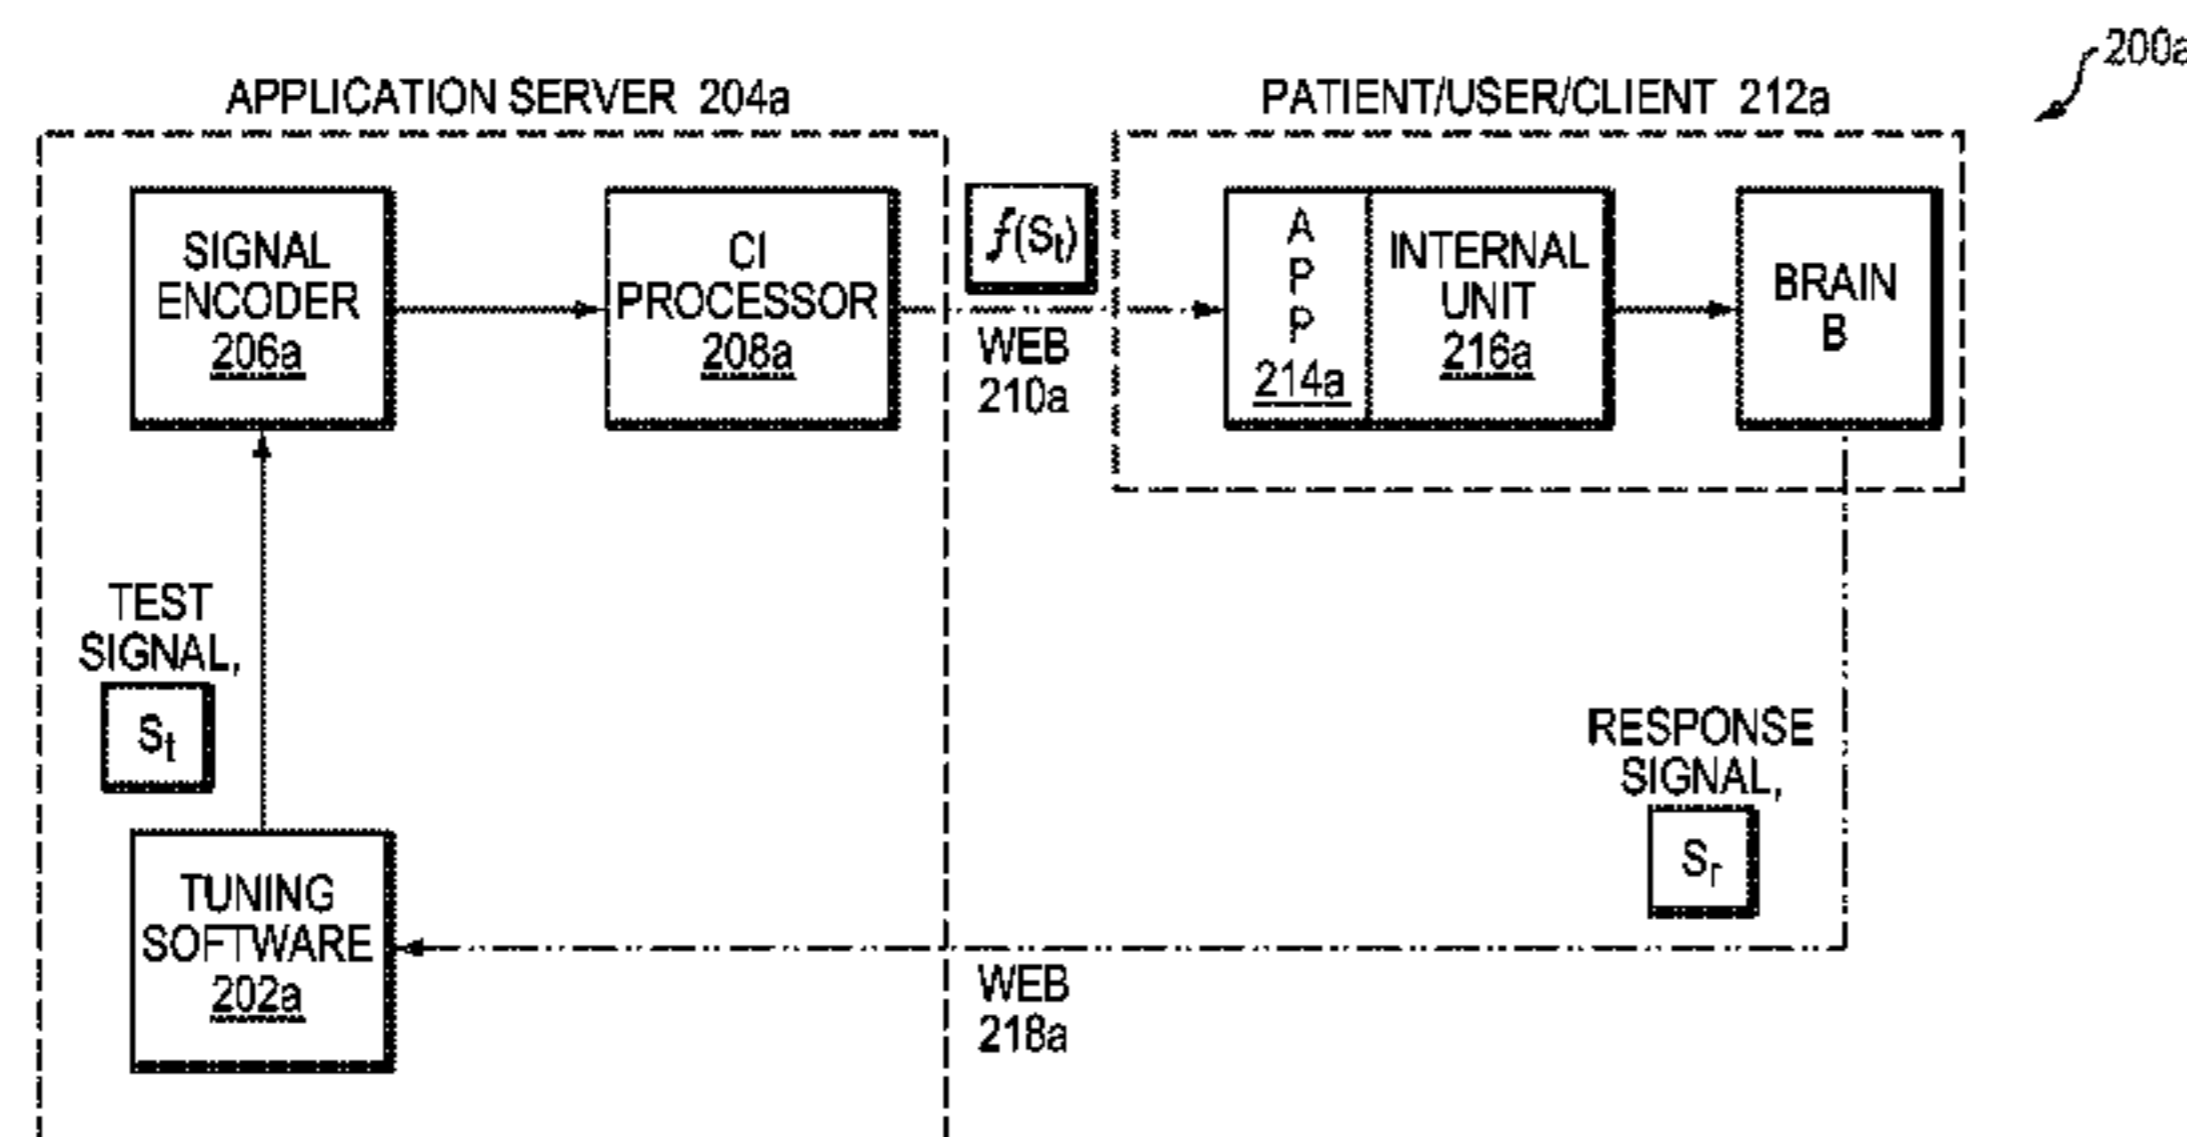 200a
APPLICATION SERVER 204a
PATIENT/USER/CLIENT 212a
SIGNAL
ENCODER
206a
CI
PROCESSOR
208a
f(St)
WEB
210a
A
P
P
214a
INTERNAL
UNIT
216a
BRAIN
B
TEST
SIGNAL,
St
RESPONSE
SIGNAL,
Sr
TUNING
SOFTWARE
202a
WEB
218a